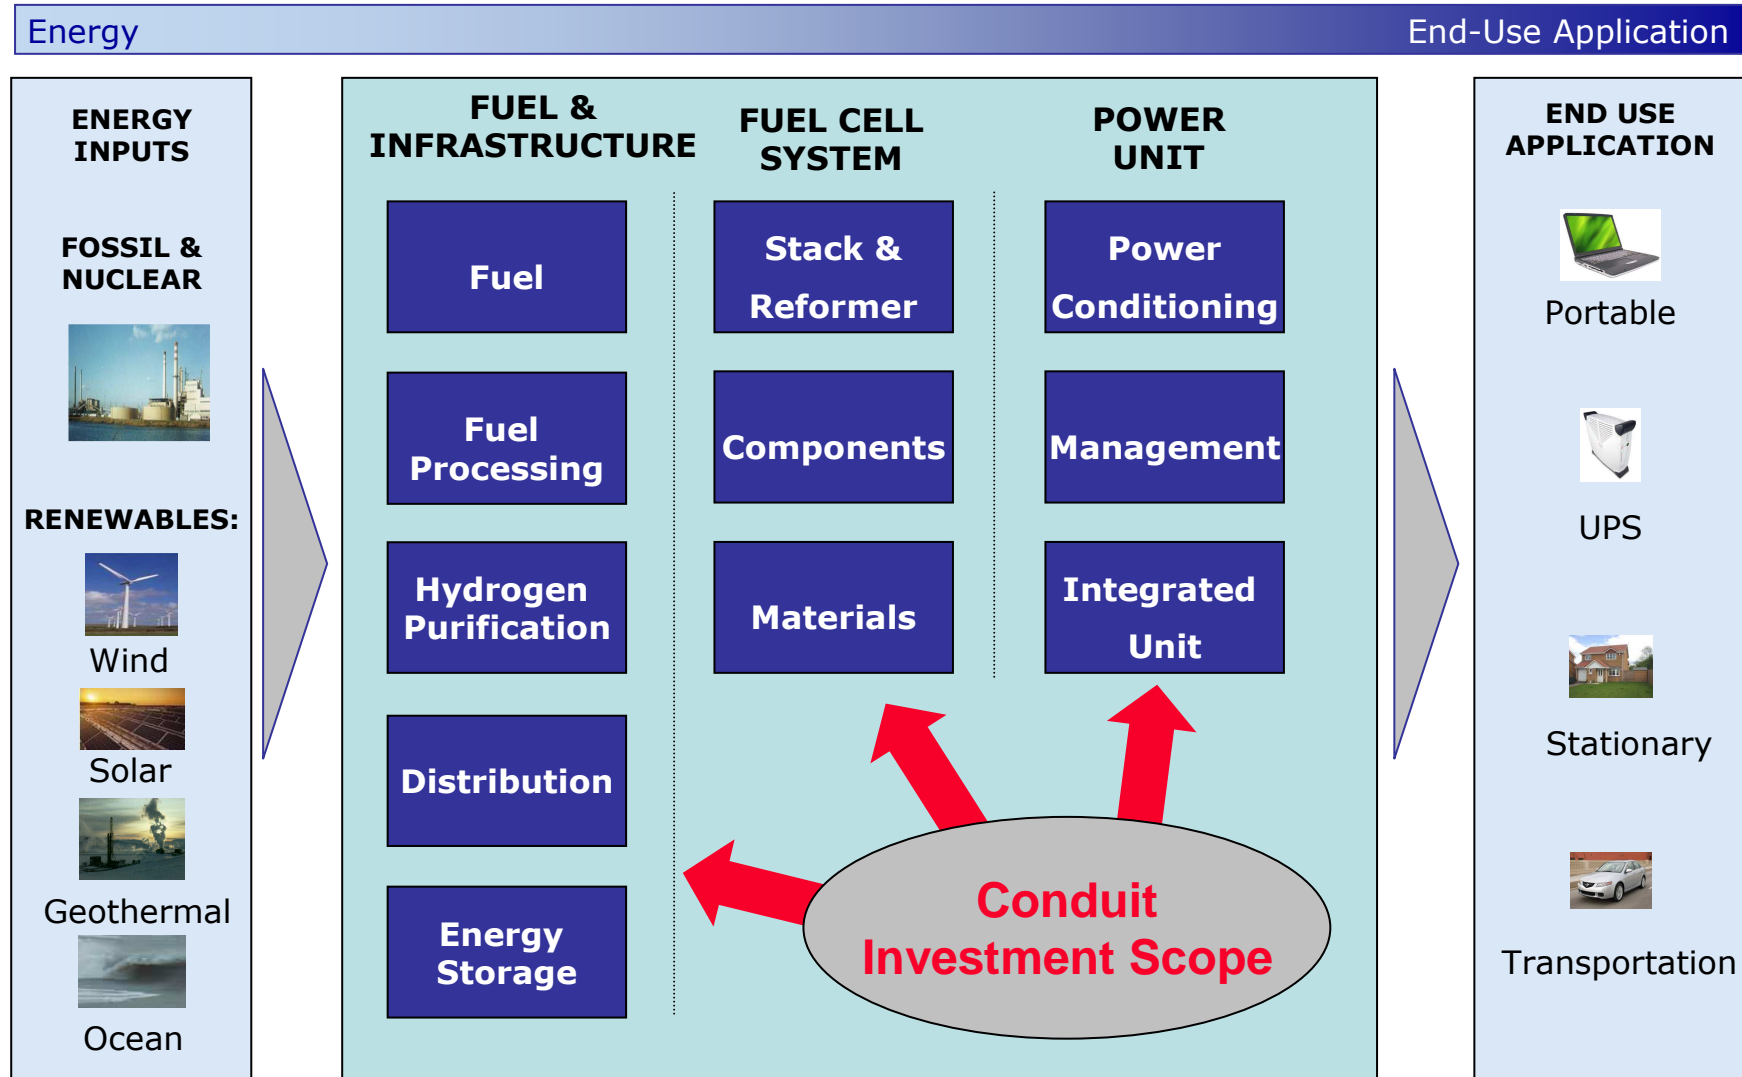 Energy
End-Use Application
ENERGY
INPUTS
FOSSIL &
NUCLEAR
RENEWABLES:
Wind
Solar
Geothermal
Ocean
FUEL &
INFRASTRUCTURE
Fuel
Fuel
Processing
Hydrogen
Purification
Distribution
Energy
Storage
FUEL CELL
SYSTEM
Stack &
Reformer
Components
Materials
POWER
UNIT
Power
Conditioning
Management
Integrated
Unit
Conduit
Investment Scope
END USE
APPLICATION
Portable
UPS
Stationary
Transportation